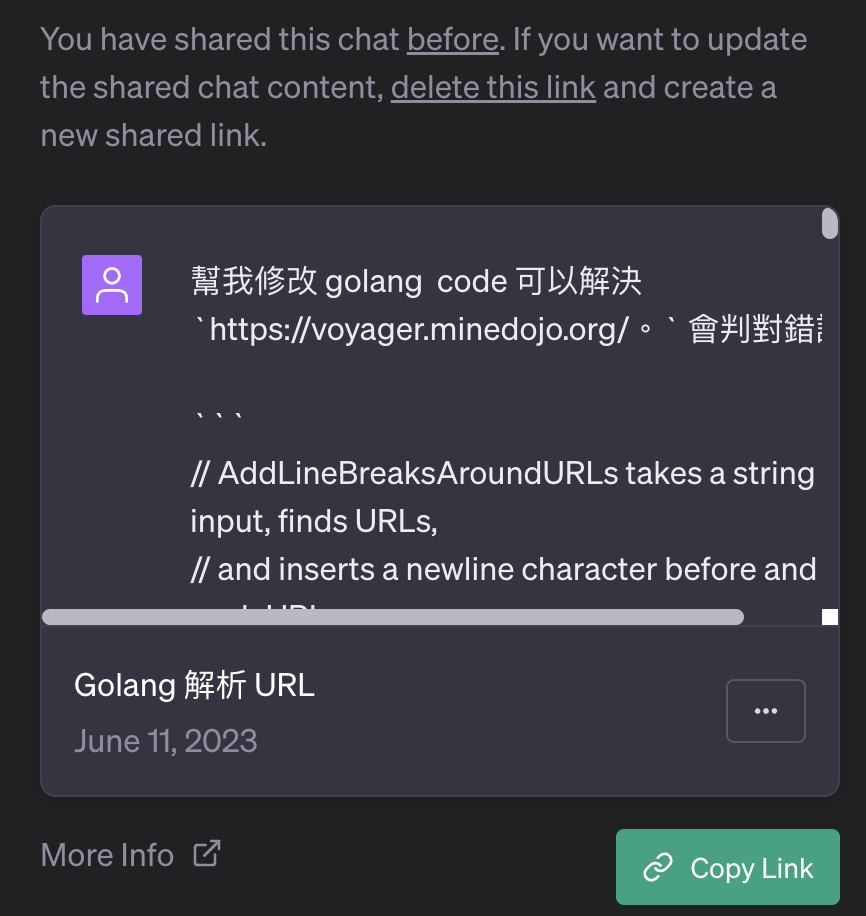 You have shared this chat before. If you want to update
the shared chat content, delete this link and create a
new shared link.
幫我修改 golang  code 可以解決
`https://voyager.minedojo.org/。` 會判對錯
```
// AddLineBreaksAroundURLs takes a string
input, finds URLs,
// and inserts a newline character before and
Golang 解析 URL
June 11, 2023
...
More Info
Copy Link